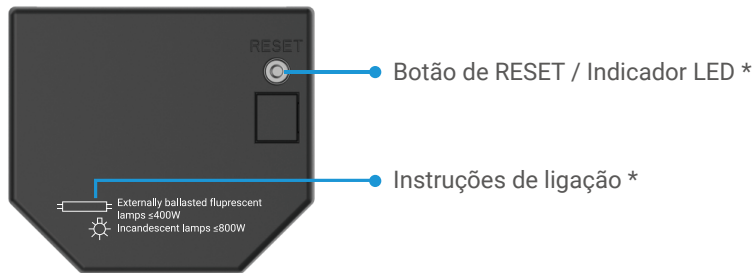 RESET
Botão de RESET / Indicador LED *
Instruções de ligação *
Externally ballasted fluprescent
lamps ≤400W
Incandescent lamps ≤800W